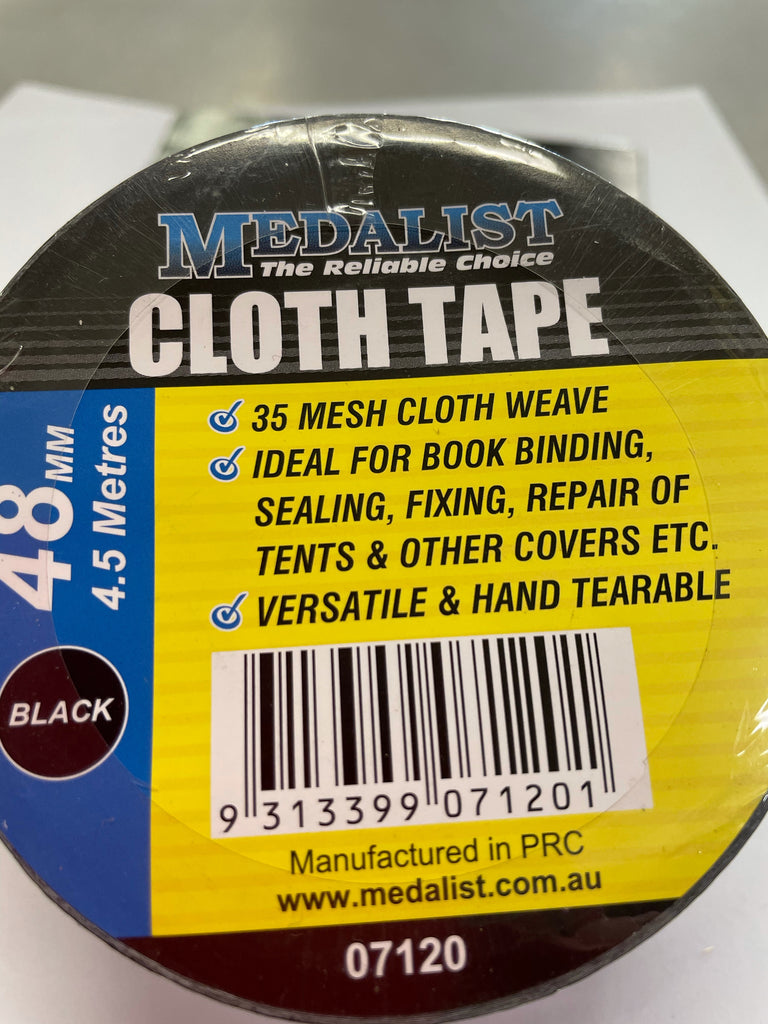 MEDALIST
The Reliable Choice
CLOTH TAPE
48MM
4.5 Metres
BLACK
35 MESH CLOTH WEAVE
IDEAL FOR BOOK BINDING,
SEALING, FIXING, REPAIR OF
TENTS & OTHER COVERS ETC.
VERSATILE & HAND TEARABLE
9 313399 071201
Manufactured in PRC
www.medalist.com.au
07120